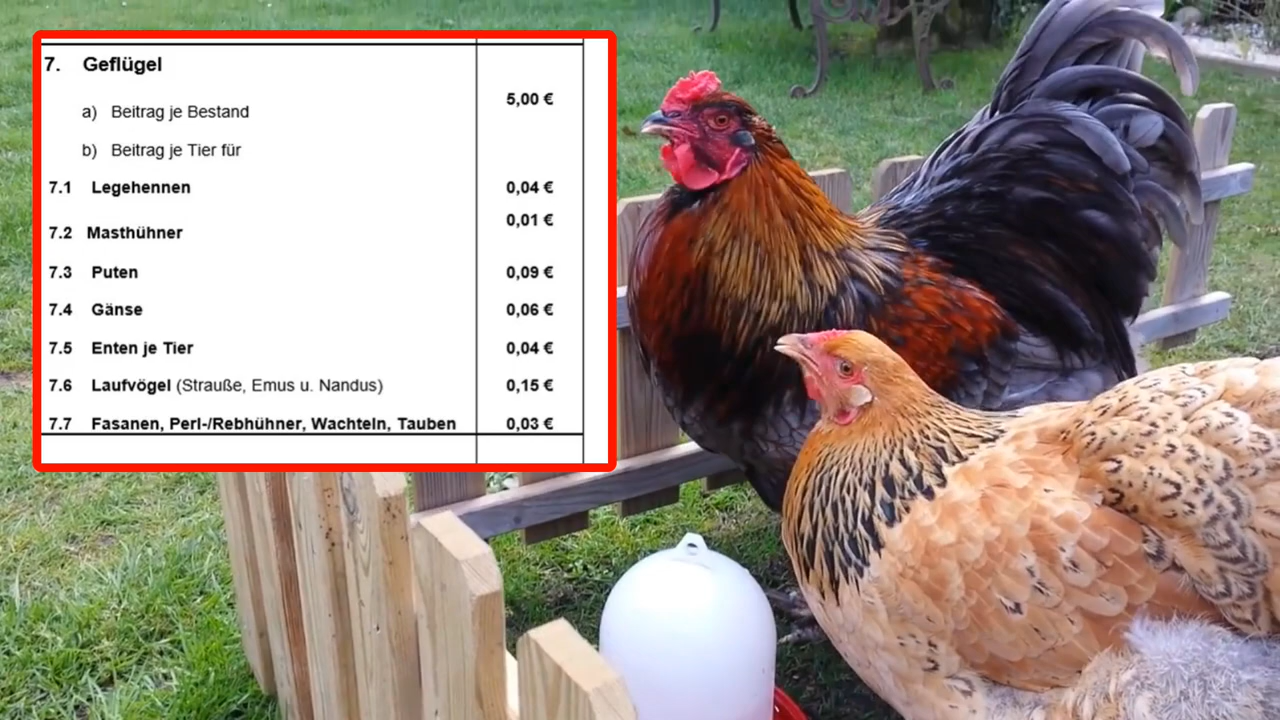 7. Geflügel
a) Beitrag je Bestand 5,00 €
b) Beitrag je Tier für
7.1 Legehennen 0,04 €
7.2 Masthühner 0,01 €
7.3 Puten 0,09 €
7.4 Gänse 0,06 €
7.5 Enten je Tier 0,04 €
7.6 Laufvögel (Strauße, Emus u. Nandus) 0,15 €
7.7 Fasanen, Perl-/Rebhühner, Wachteln, Tauben 0,03 €